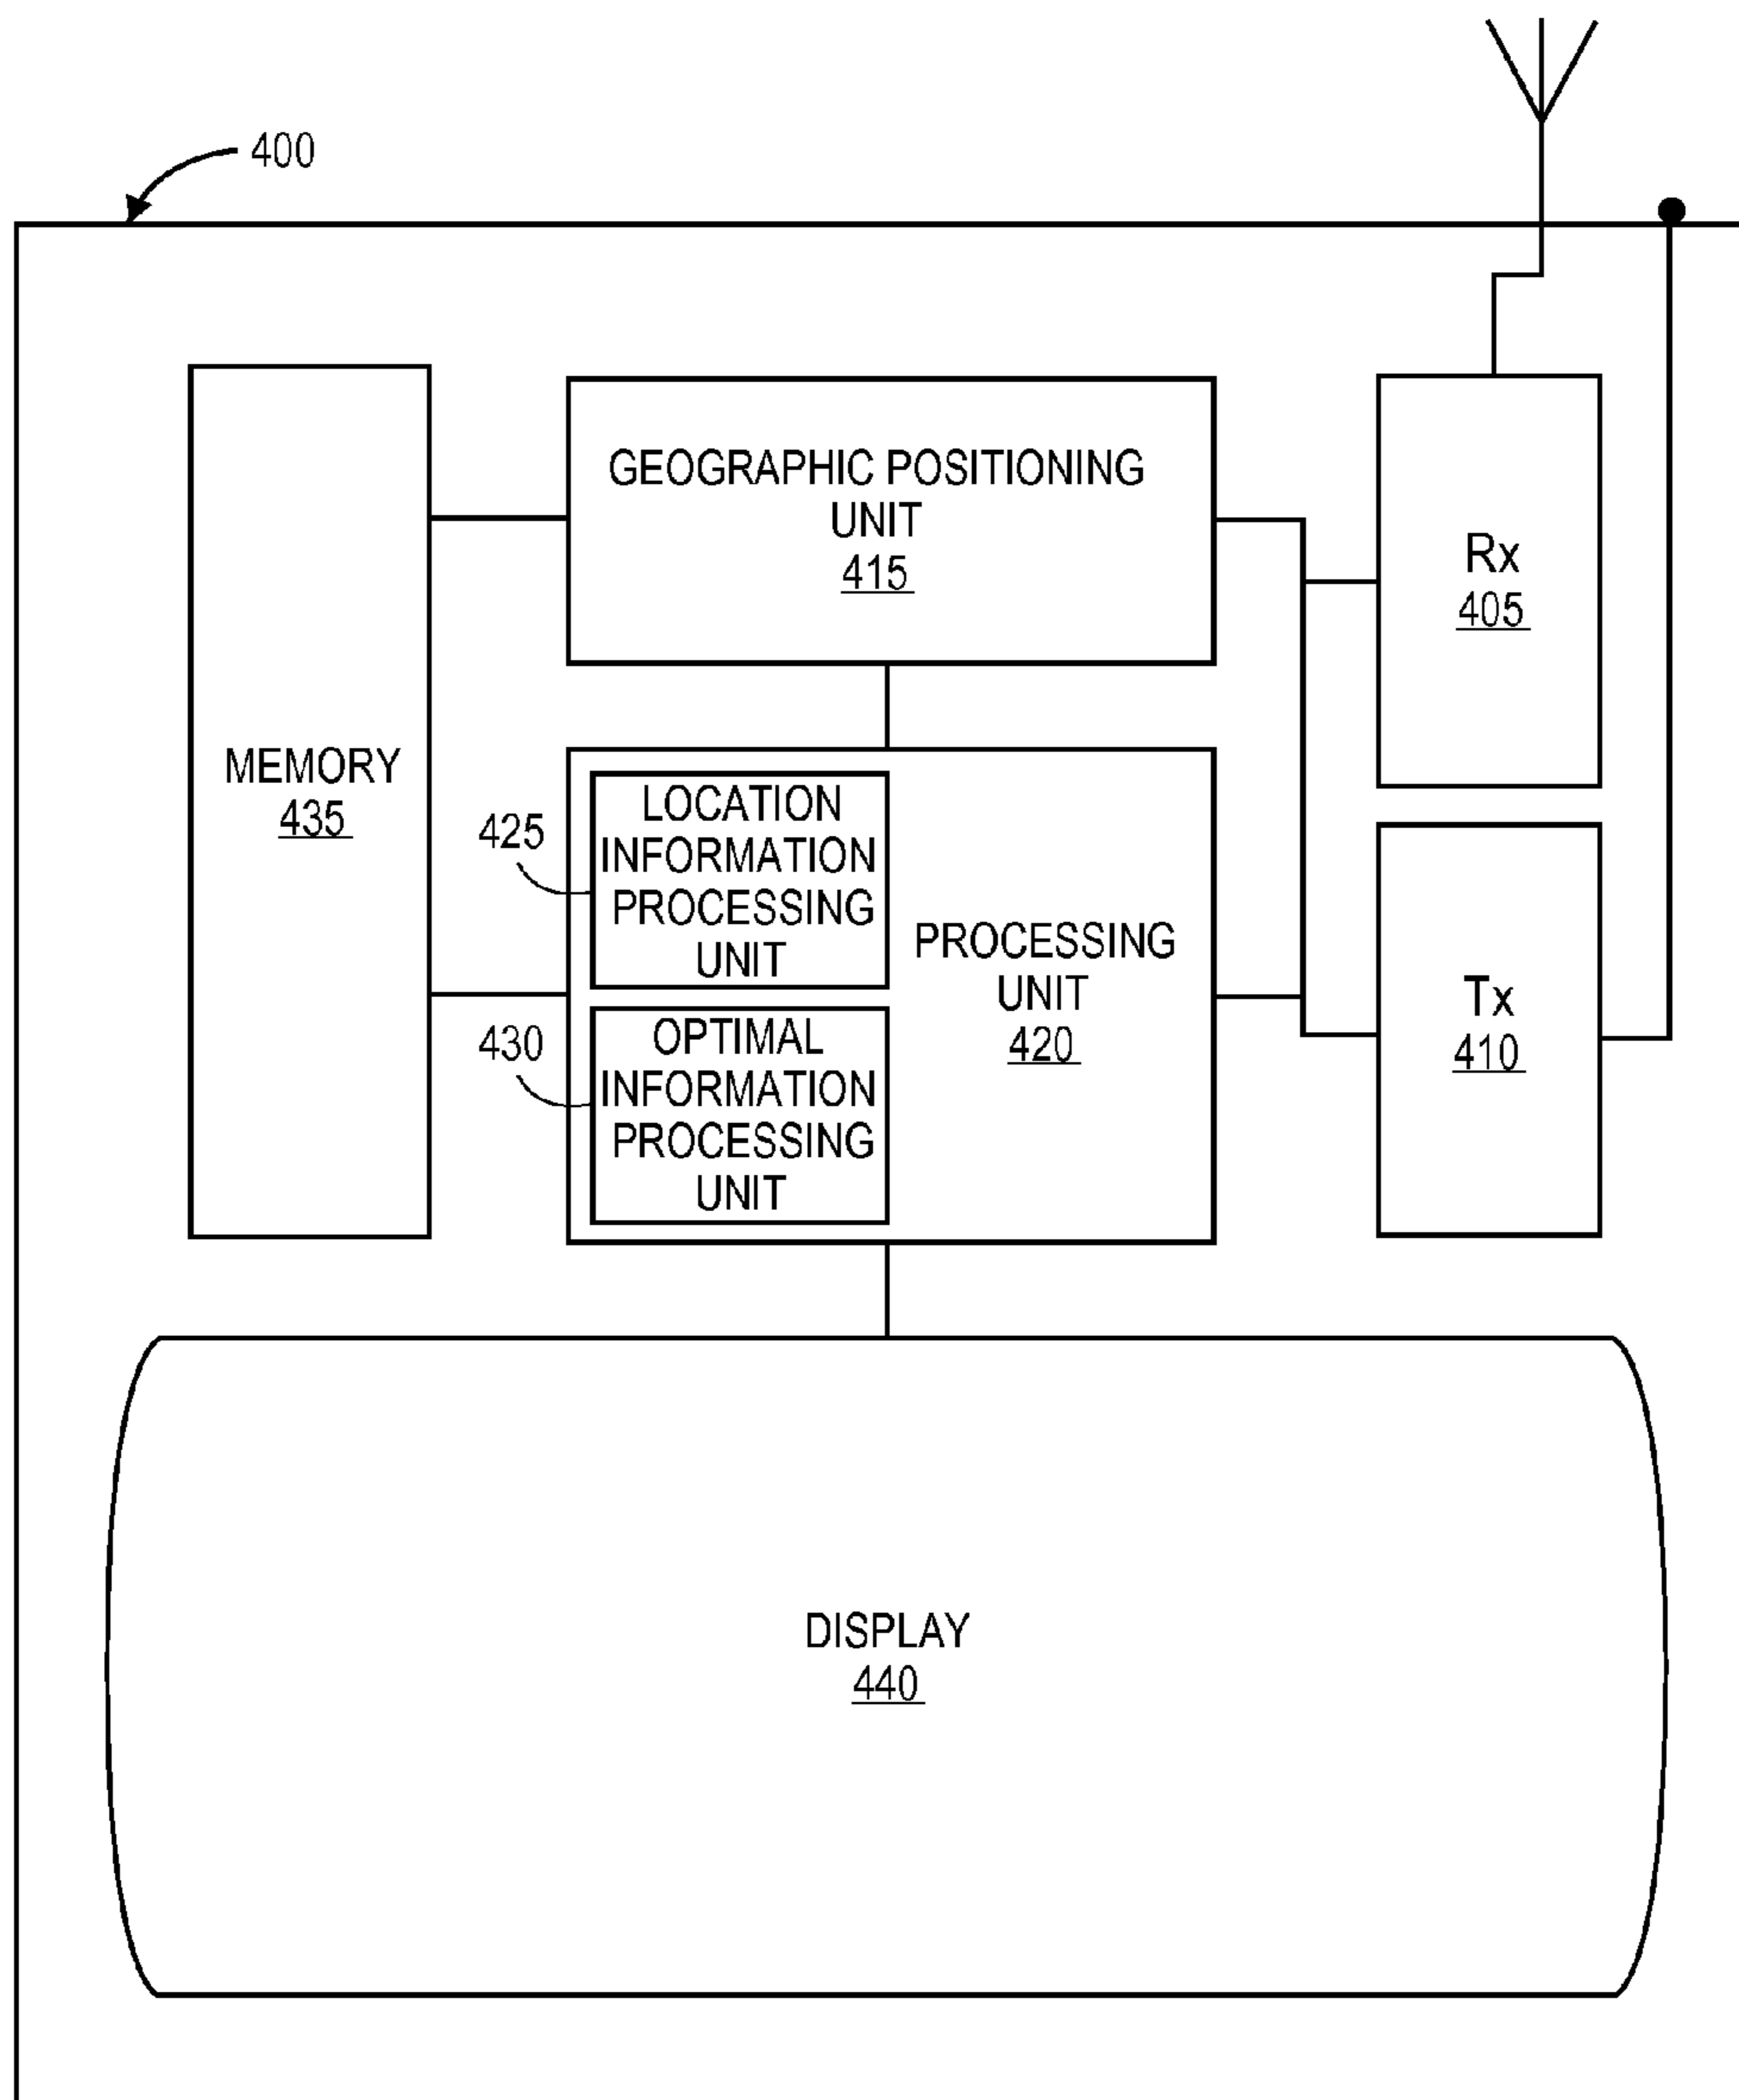 400
GEOGRAPHIC POSITIONING
UNIT
415
Rx
405
MEMORY
435
425
LOCATION
INFORMATION
PROCESSING
UNIT
PROCESSING
UNIT
420
430
OPTIMAL
INFORMATION
PROCESSING
UNIT
Tx
410
DISPLAY
440